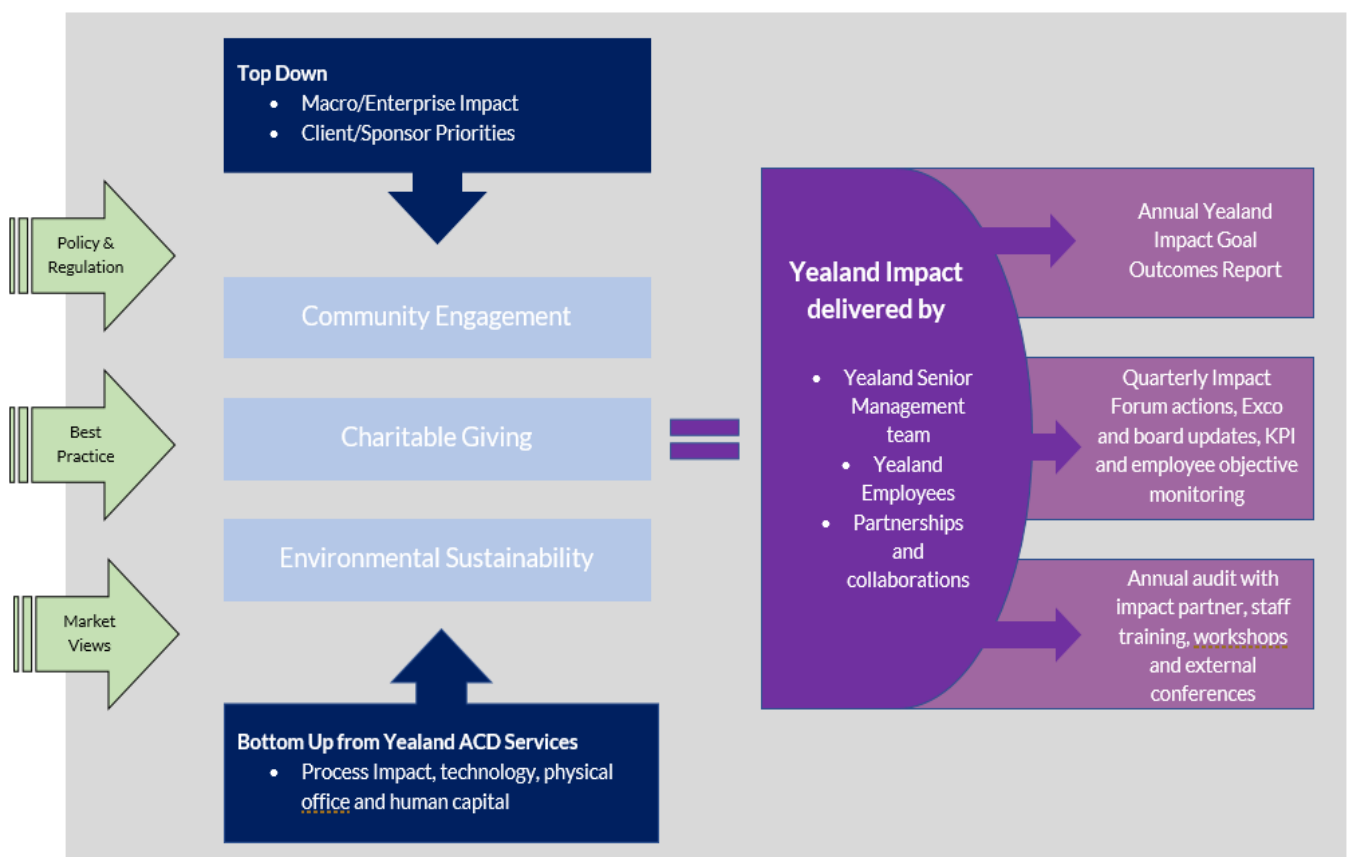 Top Down
• Macro/Enterprise Impact
• Client/Sponsor Priorities
Policy &
Regulation
Best
Practice
Market
Views
Community Engagement
Charitable Giving
Environmental Sustainability
Bottom Up from Yealand ACD Services
• Process Impact, technology, physical
office and human capital
Yealand Impact
delivered by
• Yealand Senior
Management
team
• Yealand
Employees
• Partnerships
and
collaborations
Annual Yealand
Impact Goal
Outcomes Report
Quarterly Impact
Forum actions, Exco
and board updates, KPI
and employee objective
monitoring
Annual audit with
impact partner, staff
training, workshops
and external
conferences